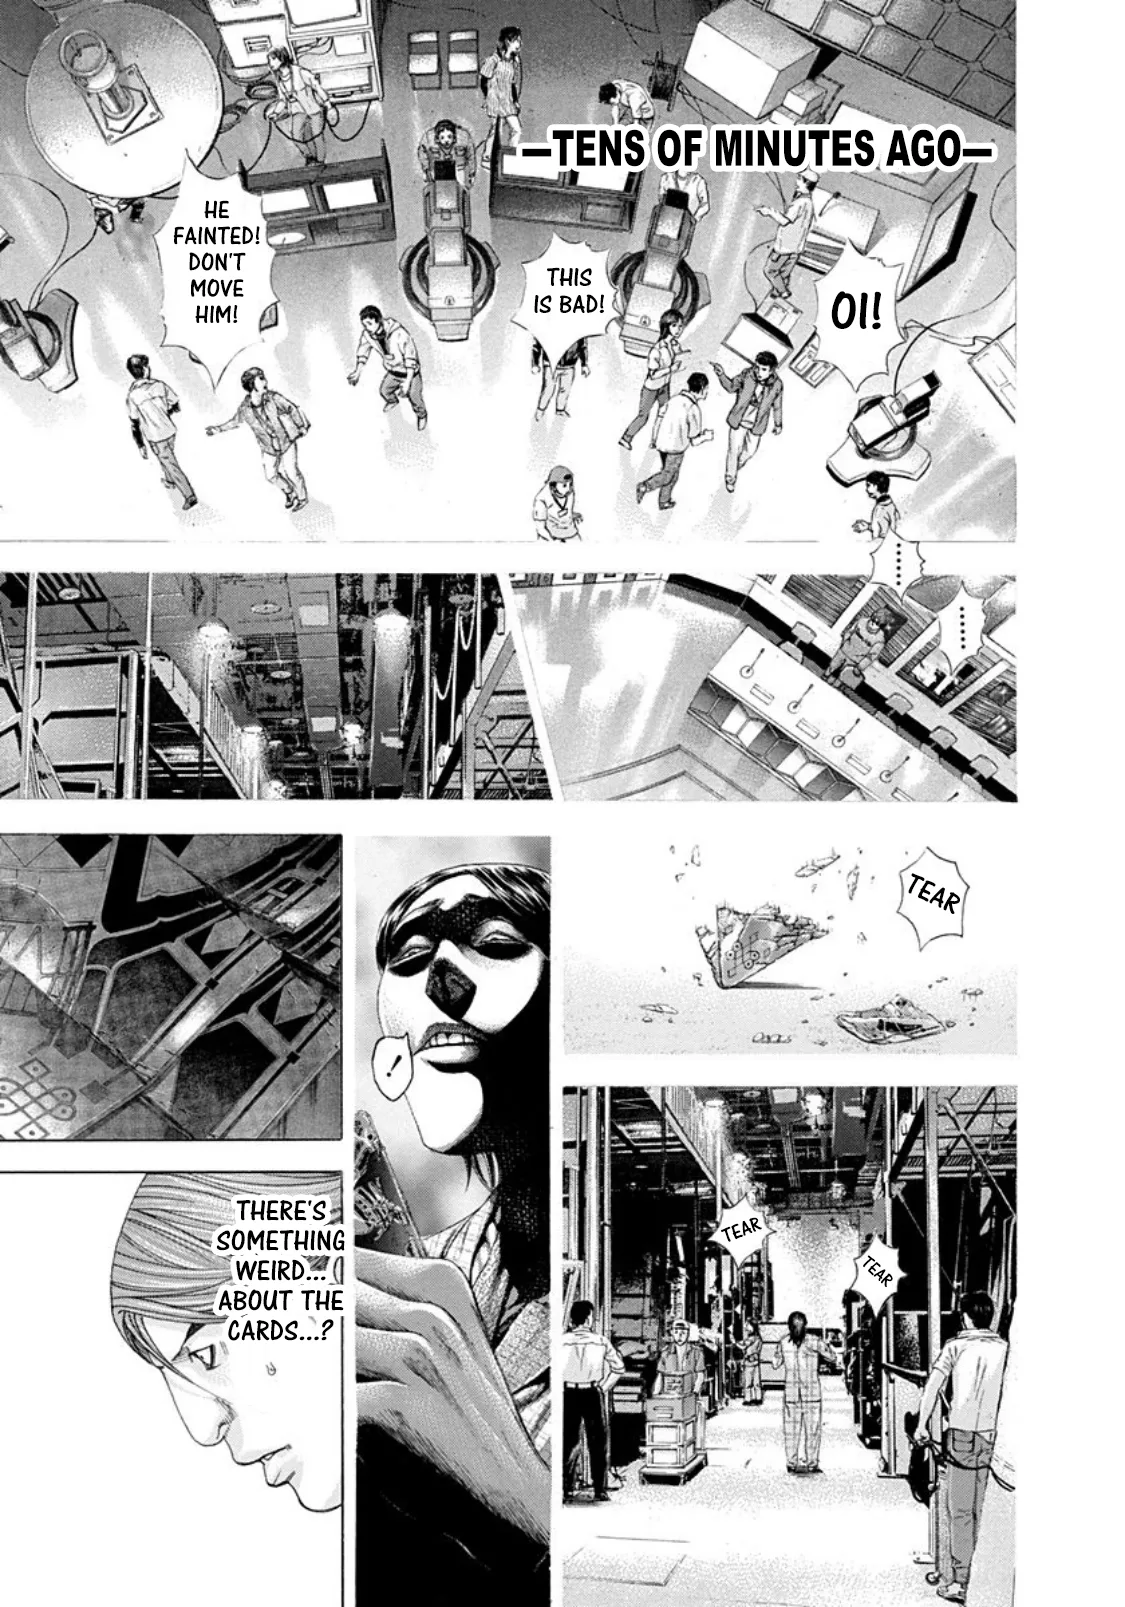 —TENS OF MINUTES AGO—
OI!
THIS
IS BAD!
HE
FAINTED!
DON'T
MOVE
HIM!
......
......
TEAR
TEAR
TEAR
!
THERE'S
SOMETHING
WEIRD...
ABOUT THE
CARDS...?